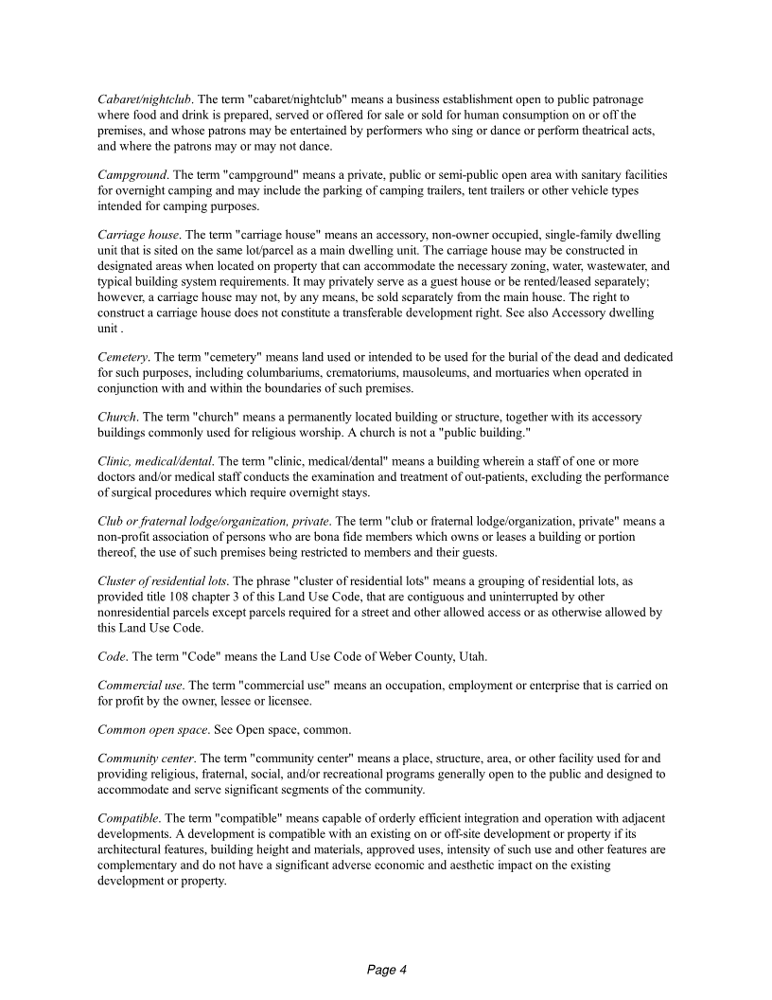 Cabaret/nightclub. The term "cabaret/nightclub" means a business establishment open to public patronage
where food and drink is prepared, served or offered for sale or sold for human consumption on or off the
premises, and whose patrons may be entertained by performers who sing or dance or perform theatrical acts,
and where the patrons may or may not dance.
Campground. The term "campground" means a private, public or semi-public open area with sanitary facilities
for overnight camping and may include the parking of camping trailers, tent trailers or other vehicle types
intended for camping purposes.
Carriage house. The term "carriage house" means an accessory, non-owner occupied, single-family dwelling
unit that is sited on the same lot/parcel as a main dwelling unit. The carriage house may be constructed in
designated areas when located on property that can accommodate the necessary zoning, water, wastewater, and
typical building system requirements. It may privately serve as a guest house or be rented/leased separately;
however, a carriage house may not, by any means, be sold separately from the main house. The right to
construct a carriage house does not constitute a transferable development right. See also Accessory dwelling
unit .
Cemetery. The term "cemetery" means land used or intended to be used for the burial of the dead and dedicated
for such purposes, including columbariums, crematoriums, mausoleums, and mortuaries when operated in
conjunction with and within the boundaries of such premises.
Church. The term "church" means a permanently located building or structure, together with its accessory
buildings commonly used for religious worship. A church is not a "public building."
Clinic, medical/dental. The term "clinic, medical/dental" means a building wherein a staff of one or more
doctors and/or medical staff conducts the examination and treatment of out-patients, excluding the performance
of surgical procedures which require overnight stays.
Club or fraternal lodge/organization, private. The term "club or fraternal lodge/organization, private" means a
non-profit association of persons who are bona fide members which owns or leases a building or portion
thereof, the use of such premises being restricted to members and their guests.
Cluster of residential lots. The phrase "cluster of residential lots" means a grouping of residential lots, as
provided title 108 chapter 3 of this Land Use Code, that are contiguous and uninterrupted by other
nonresidential parcels except parcels required for a street and other allowed access or as otherwise allowed by
this Land Use Code.
Code. The term "Code" means the Land Use Code of Weber County, Utah.
Commercial use. The term "commercial use" means an occupation, employment or enterprise that is carried on
for profit by the owner, lessee or licensee.
Common open space. See Open space, common.
Community center. The term "community center" means a place, structure, area, or other facility used for and
providing religious, fraternal, social, and/or recreational programs generally open to the public and designed to
accommodate and serve significant segments of the community.
Compatible. The term "compatible" means capable of orderly efficient integration and operation with adjacent
developments. A development is compatible with an existing on or off-site development or property if its
architectural features, building height and materials, approved uses, intensity of such use and other features are
complementary and do not have a significant adverse economic and aesthetic impact on the existing
development or property.
Page 4